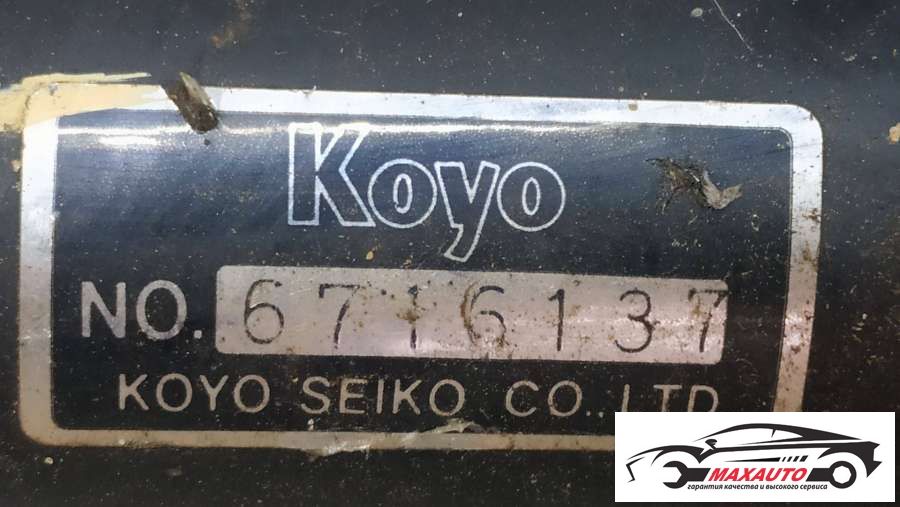 Koyo
NO. 6716137
KOYO SEIKO CO.,LTD
MAXAUTO
гарантия качества и высокого сервиса